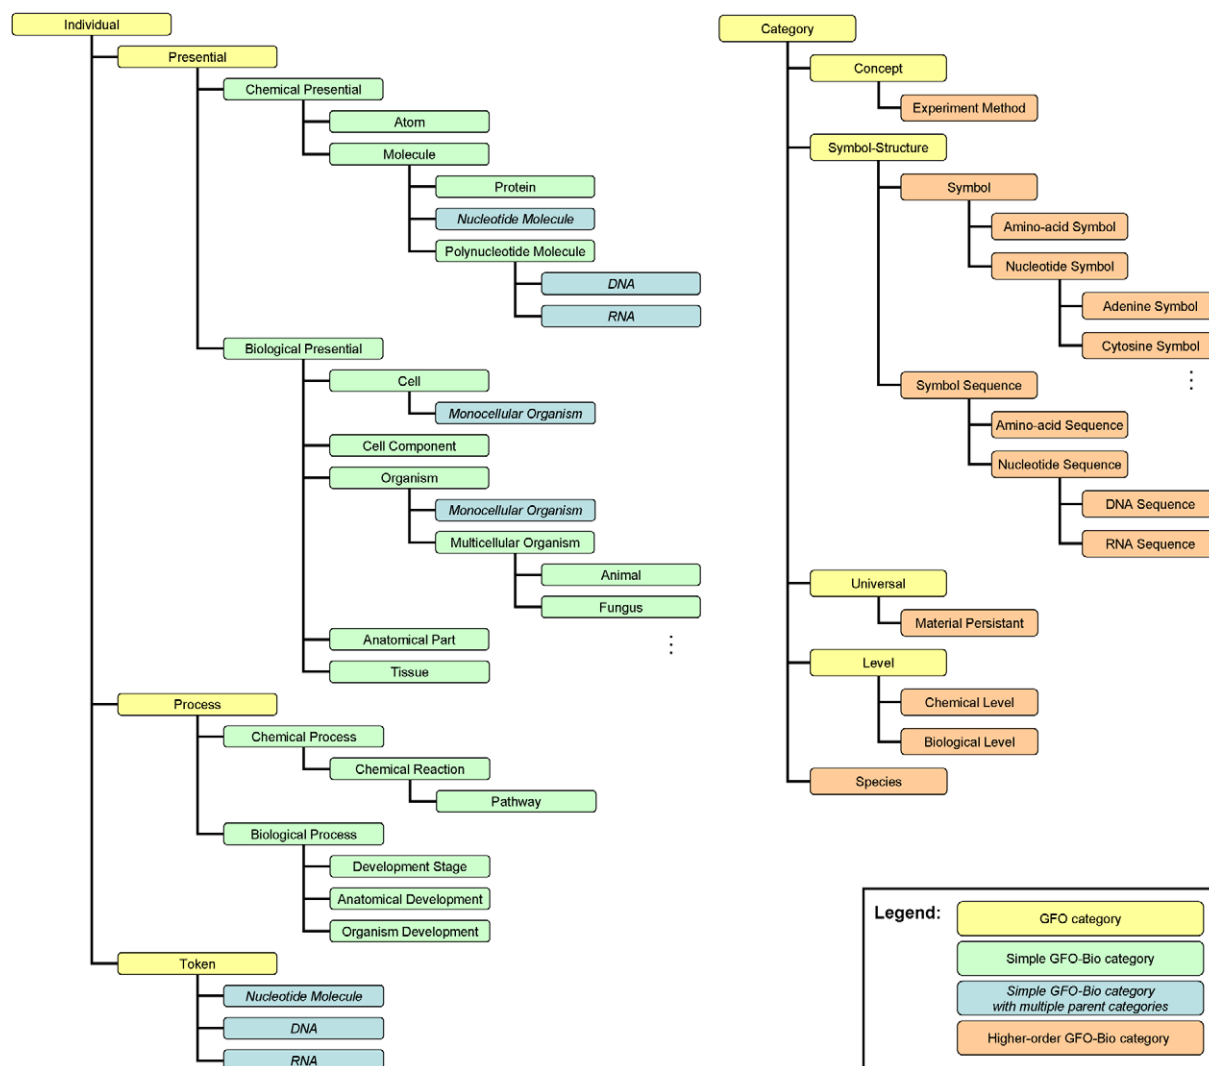 Individual
Presential
Chemical Presential
Atom
Molecule
Protein
Nucleotide Molecule
Polynucleotide Molecule
DNA
RNA
Biological Presential
Cell
Monocellular Organism
Cell Component
Organism
Monocellular Organism
Multicellular Organism
Animal
Fungus
⋮
Anatomical Part
Tissue
Process
Chemical Process
Chemical Reaction
Pathway
Biological Process
Development Stage
Anatomical Development
Organism Development
Token
Nucleotide Molecule
DNA
RNA
Category
Concept
Experiment Method
Symbol-Structure
Symbol
Amino-acid Symbol
Nucleotide Symbol
Adenine Symbol
Cytosine Symbol
⋮
Symbol Sequence
Amino-acid Sequence
Nucleotide Sequence
DNA Sequence
RNA Sequence
Universal
Material Persistant
Level
Chemical Level
Biological Level
Species
Legend:
GFO category
Simple GFO-Bio category
Simple GFO-Bio category
with multiple parent categories
Higher-order GFO-Bio category